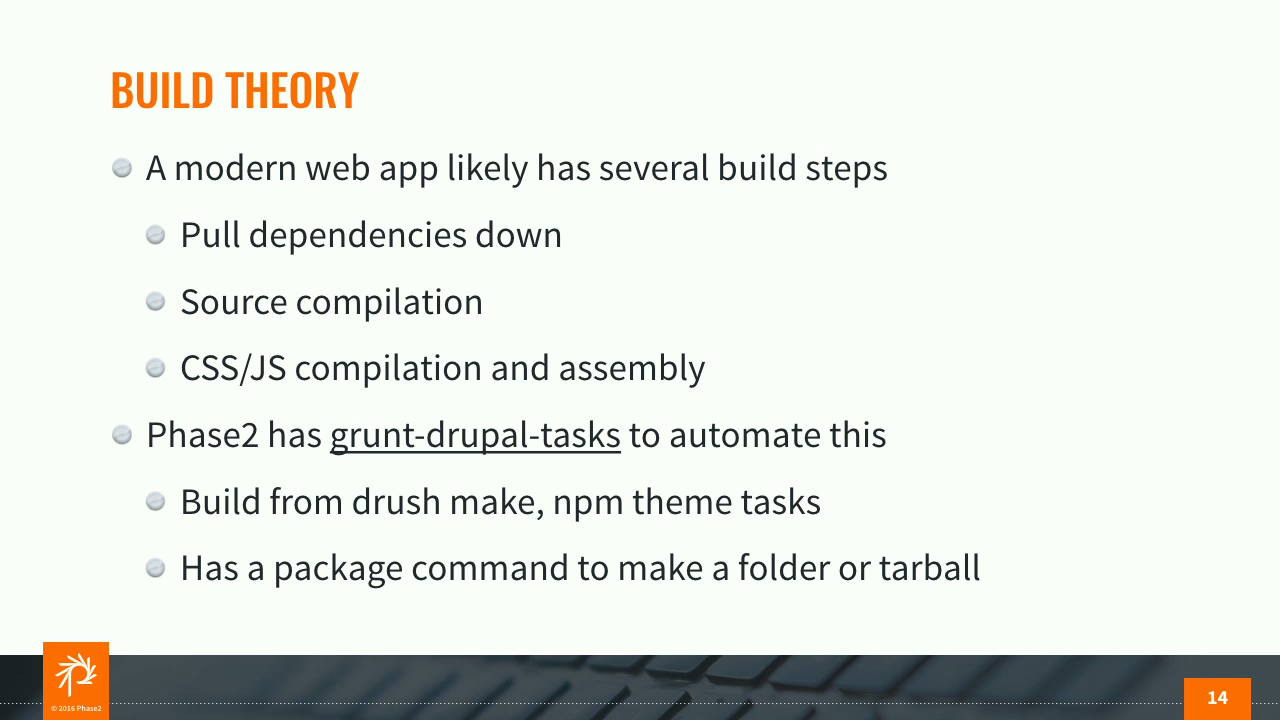 BUILD THEORY
A modern web app likely has several build steps
Pull dependencies down
Source compilation
CSS/JS compilation and assembly
Phase2 has grunt-drupal-tasks to automate this
Build from drush make, npm theme tasks
Has a package command to make a folder or tarball
© 2016 Phase2
14